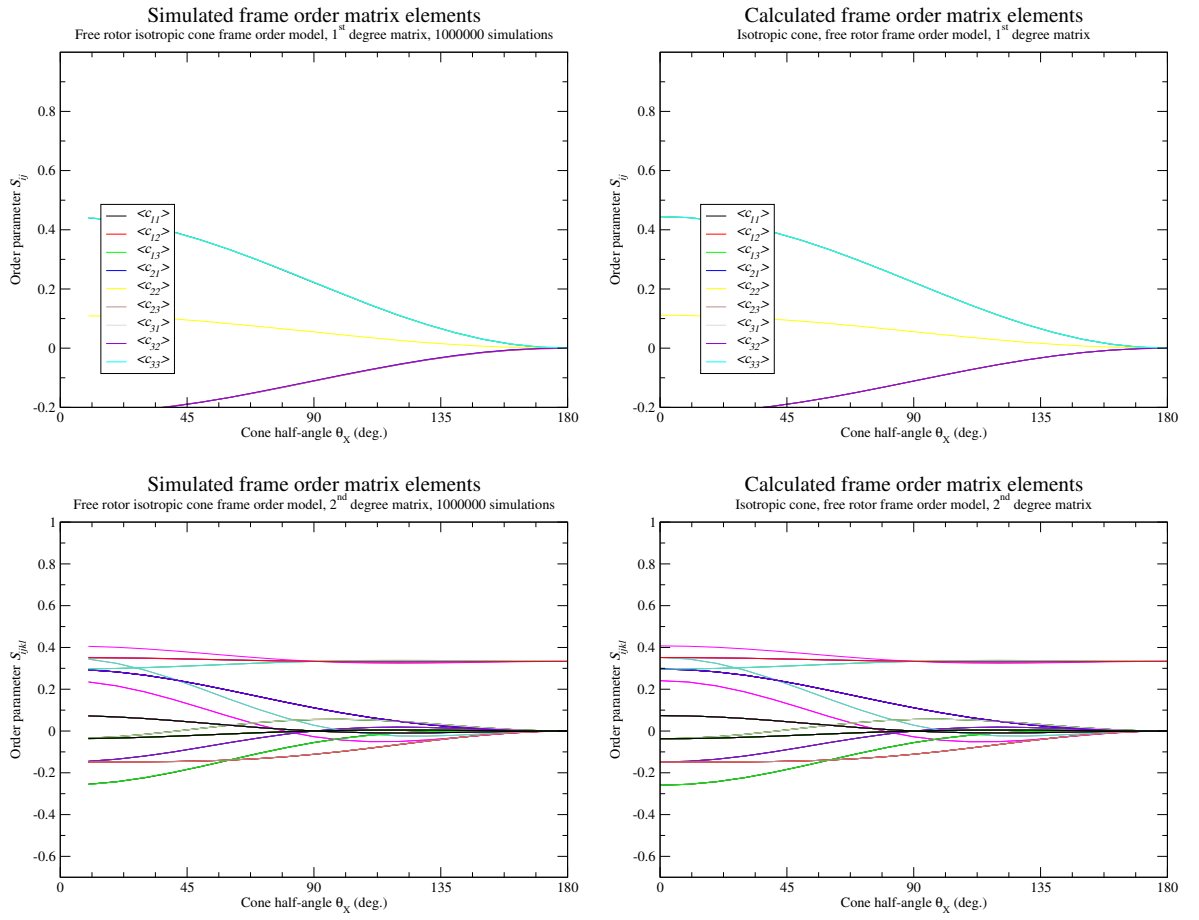 Simulated frame order matrix elements
Free rotor isotropic cone frame order model, 1st degree matrix, 1000000 simulations
Order parameter Sij
0.8
0.6
0.4
0.2
0
-0.2
<c11>
<c12>
<c13>
<c21>
<c22>
<c23>
<c31>
<c32>
<c33>
0 45 90 135 180
Cone half-angle θX (deg.)
Calculated frame order matrix elements
Isotropic cone, free rotor frame order model, 1st degree matrix
Order parameter Sij
0.8
0.6
0.4
0.2
0
-0.2
<c11>
<c12>
<c13>
<c21>
<c22>
<c23>
<c31>
<c32>
<c33>
0 45 90 135 180
Cone half-angle θX (deg.)
Simulated frame order matrix elements
Free rotor isotropic cone frame order model, 2nd degree matrix, 1000000 simulations
Order parameter Sijkl
1
0.8
0.6
0.4
0.2
0
-0.2
-0.4
-0.6
0 45 90 135 180
Cone half-angle θX (deg.)
Calculated frame order matrix elements
Isotropic cone, free rotor frame order model, 2nd degree matrix
Order parameter Sijkl
1
0.8
0.6
0.4
0.2
0
-0.2
-0.4
-0.6
0 45 90 135 180
Cone half-angle θX (deg.)